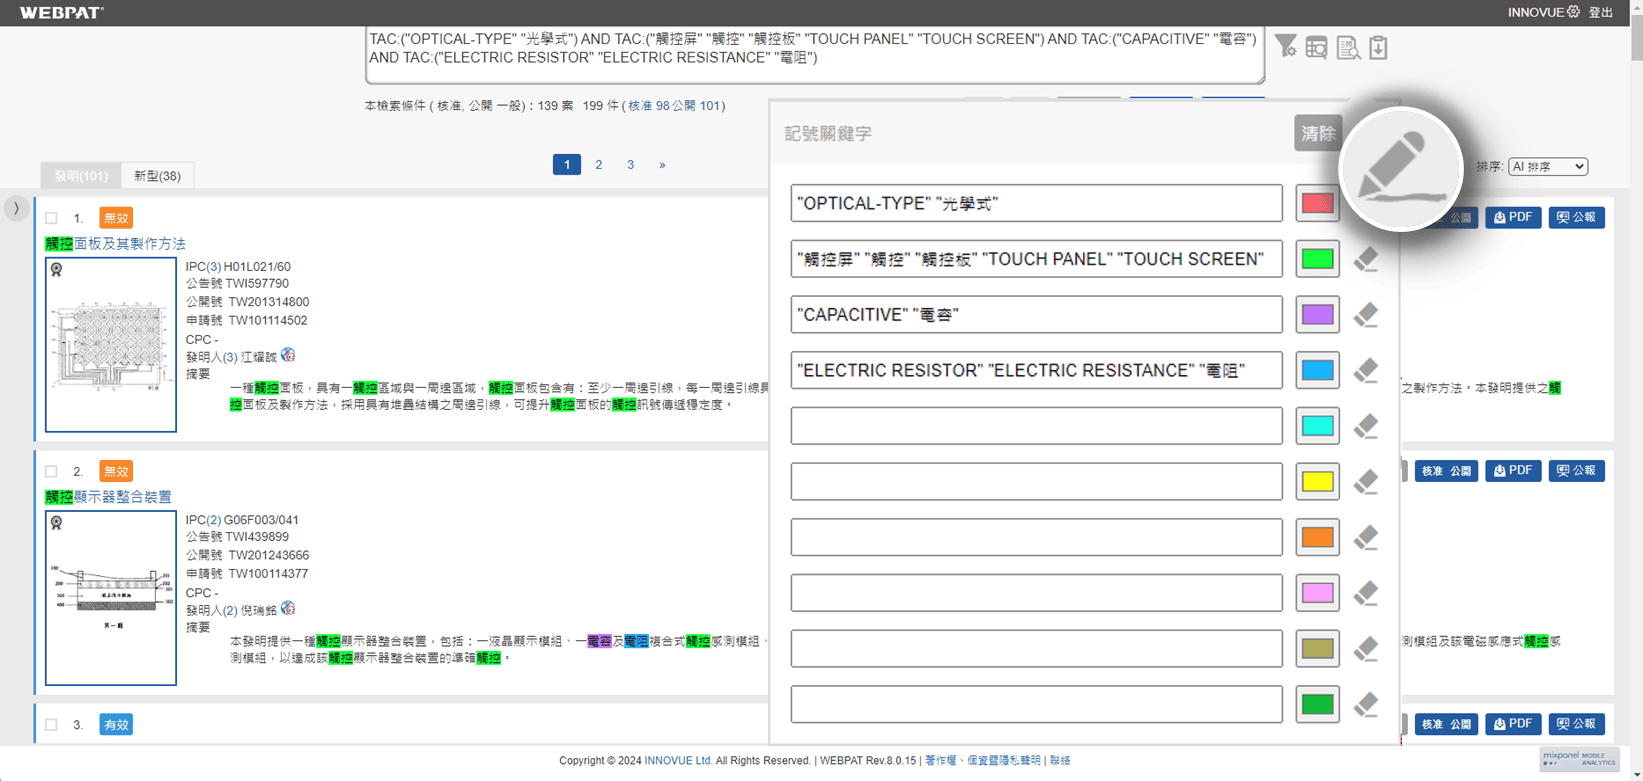 WEBPAT®
INNOVUE 登出
TAC:("OPTICAL-TYPE" "光學式") AND TAC:("觸控屏" "觸控" "觸控板" "TOUCH PANEL" "TOUCH SCREEN") AND TAC:("CAPACITIVE" "電容")
AND TAC:("ELECTRIC RESISTOR" "ELECTRIC RESISTANCE" "電阻")
本檢索條件 ( 核准, 公開 一般)：139 案 199 件 ( 核准 98 公開 101)
發明(101) 新型(38)
1 2 3 »
排序: AI 排序
1. 無效
公開 PDF 公報
觸控面板及其製作方法
IPC(3) H01L021/60
公告號 TWI597790
公開號 TW201314800
申請號 TW101114502
CPC -
發明人(3) 江耀誠
摘要
一種觸控面板，具有一觸控區域與一周邊區域，觸控面板包含有：至少一周邊引線，每一周邊引線具
之製作方法。本發明提供之觸
控面板及製作方法，採用具有堆疊結構之周邊引線，可提升觸控面板的觸控訊號傳遞穩定度。
2. 無效
核准 公開 PDF 公報
觸控顯示器整合裝置
IPC(2) G06F003/041
公告號 TWI439899
公開號 TW201243666
申請號 TW100114377
CPC -
發明人(2) 倪瑞銘
摘要
第一圖
本發明提供一種觸控顯示器整合裝置，包括：一液晶顯示模組、一電容及電阻複合式觸控感測模組、
測模組及該電磁感應式觸控感
測模組，以達成該觸控顯示器整合裝置的準確觸控。
3. 有效
核准 公開 PDF 公報
記號關鍵字
清除
"OPTICAL-TYPE" "光學式"
"觸控屏" "觸控" "觸控板" "TOUCH PANEL" "TOUCH SCREEN"
"CAPACITIVE" "電容"
"ELECTRIC RESISTOR" "ELECTRIC RESISTANCE" "電阻"
Copyright © 2024 INNOVUE Ltd. All Rights Reserved. | WEBPAT Rev.8.0.15 | 著作權、個資暨隱私聲明 | 聯絡
mixpanel MOBILE ANALYTICS